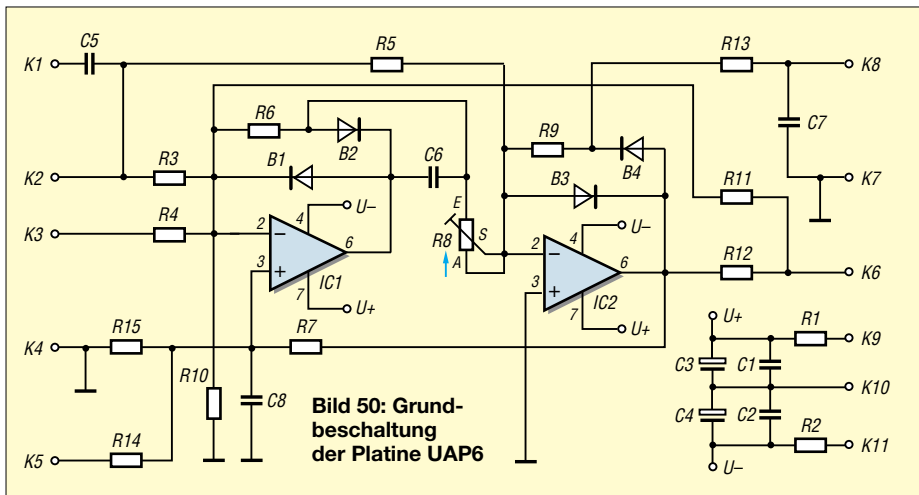 C5
R5
R13
K1
K8
R6
B2
R9
B4
C7
C6
K2
R3
B1
B3
K7
R11
K3
R4
E
U–
4
2
–
R8
S
6
A
3
+
IC1
7
U+
U–
4
2
–
6
3
+
IC2
7
U+
R12
K6
K4
R15
R7
R10
C8
K5
R14
Bild 50: Grund-
beschaltung
der Platine UAP6
U+
R1
K9
C3
C1
K10
C4
C2
R2
K11
U–